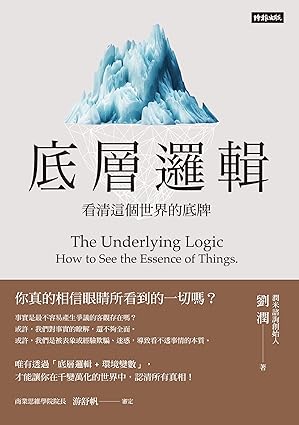 時報出版
底層邏輯
看清這個世界的底牌
The Underlying Logic
How to See the Essence of Things.
你真的相信眼睛所看到的一切嗎？
事實是最不容易產生爭議的客觀存在嗎？
或許，我們對事實的瞭解，還不夠全面。
或許，我們是被表象或經驗欺騙、迷惑，導致看不透事情的本質。
唯有透過「底層邏輯 + 環境變數」，
才能讓你在千變萬化的世界中，認清所有真相！
商業思維學院院長 游舒帆——審定
潤米諮詢創始人
劉潤——著